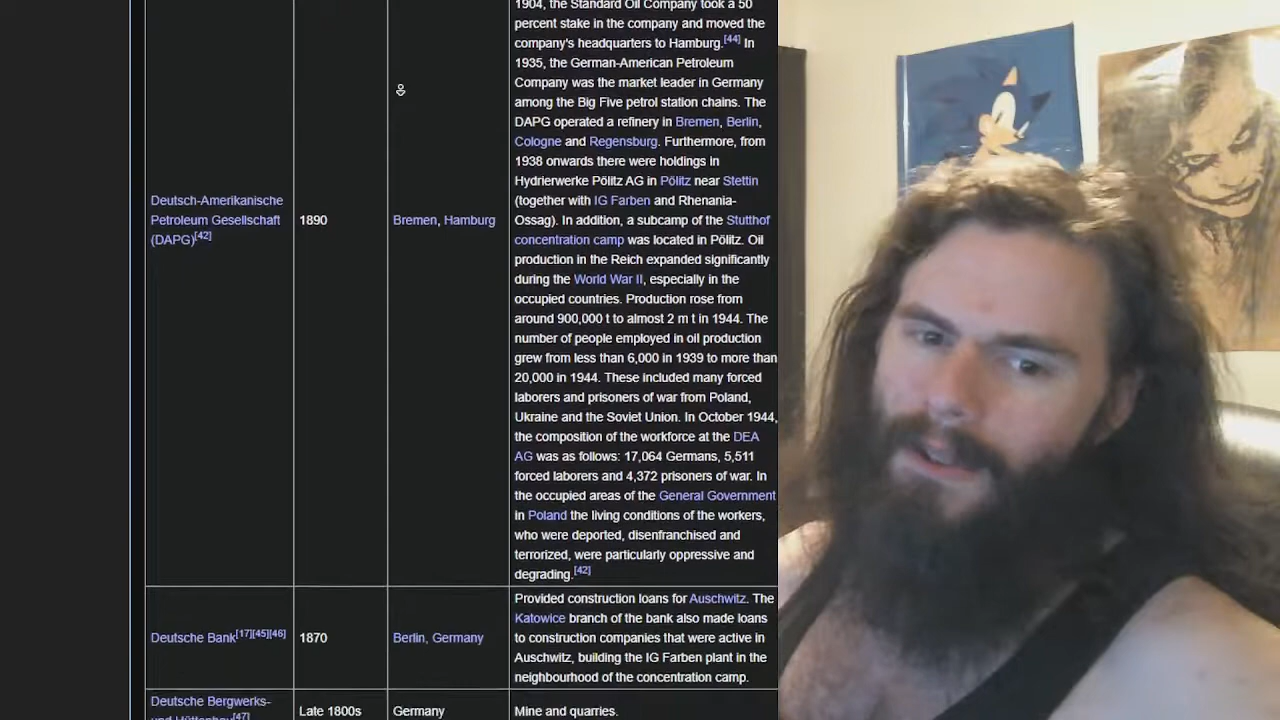 1904, the Standard Oil Company took a 50
percent stake in the company and moved the
company's headquarters to Hamburg.[44] In
1935, the German-American Petroleum
Company was the market leader in Germany
among the Big Five petrol station chains. The
DAPG operated a refinery in Bremen, Berlin,
Cologne and Regensburg. Furthermore, from
1938 onwards there were holdings in
Hydrierwerke Pölitz AG in Pölitz near Stettin
(together with IG Farben and Rhenania-
Ossag). In addition, a subcamp of the Stutthof
concentration camp was located in Pölitz. Oil
production in the Reich expanded significantly
during the World War II, especially in the
occupied countries. Production rose from
around 900,000 t to almost 2 m t in 1944. The
number of people employed in oil production
grew from less than 6,000 in 1939 to more than
20,000 in 1944. These included many forced
laborers and prisoners of war from Poland,
Ukraine and the Soviet Union. In October 1944,
the composition of the workforce at the DEA
AG was as follows: 17,064 Germans, 5,511
forced laborers and 4,372 prisoners of war. In
the occupied areas of the General Government
in Poland the living conditions of the workers,
who were deported, disenfranchised and
terrorized, were particularly oppressive and
degrading.[42]
Deutsch-Amerikanische
Petroleum Gesellschaft
(DAPG)[42]
1890
Bremen, Hamburg
Deutsche Bank[17][45][46]
1870
Berlin, Germany
Provided construction loans for Auschwitz. The
Katowice branch of the bank also made loans
to construction companies that were active in
Auschwitz, building the IG Farben plant in the
neighbourhood of the concentration camp.
Deutsche Bergwerks-
und Hüttenbau[47]
Late 1800s
Germany
Mine and quarries.